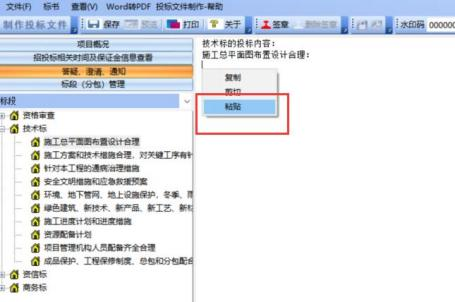 文件(F) 标书 查看(V) Word转PDF 投标文件制作-帮助
制作投标文件 保存 预览 打印 关于 签章 删除签章 水印码 000000
项目概况
招投标相关时间及保证金信息查看
答疑、澄清、通知
标段（分包）管理
标段
资格审查
技术标
施工总平面图布置设计合理
施工方案和技术措施合理，对关键工序有针
针对本工程的通病治理措施
安全文明措施和应急救援预案
环境、地下管网、地上设施保护，冬季、雨
绿色建筑、新技术、新产品、新工艺、新材
施工进度计划和进度措施
资源配备计划
项目管理机构人员配备齐全合理
成品保护、工程保修制度、总包和分包配合
资信标
商务标
技术标的投标内容：
施工总平面图布置设计合理：
复制
剪切
粘贴